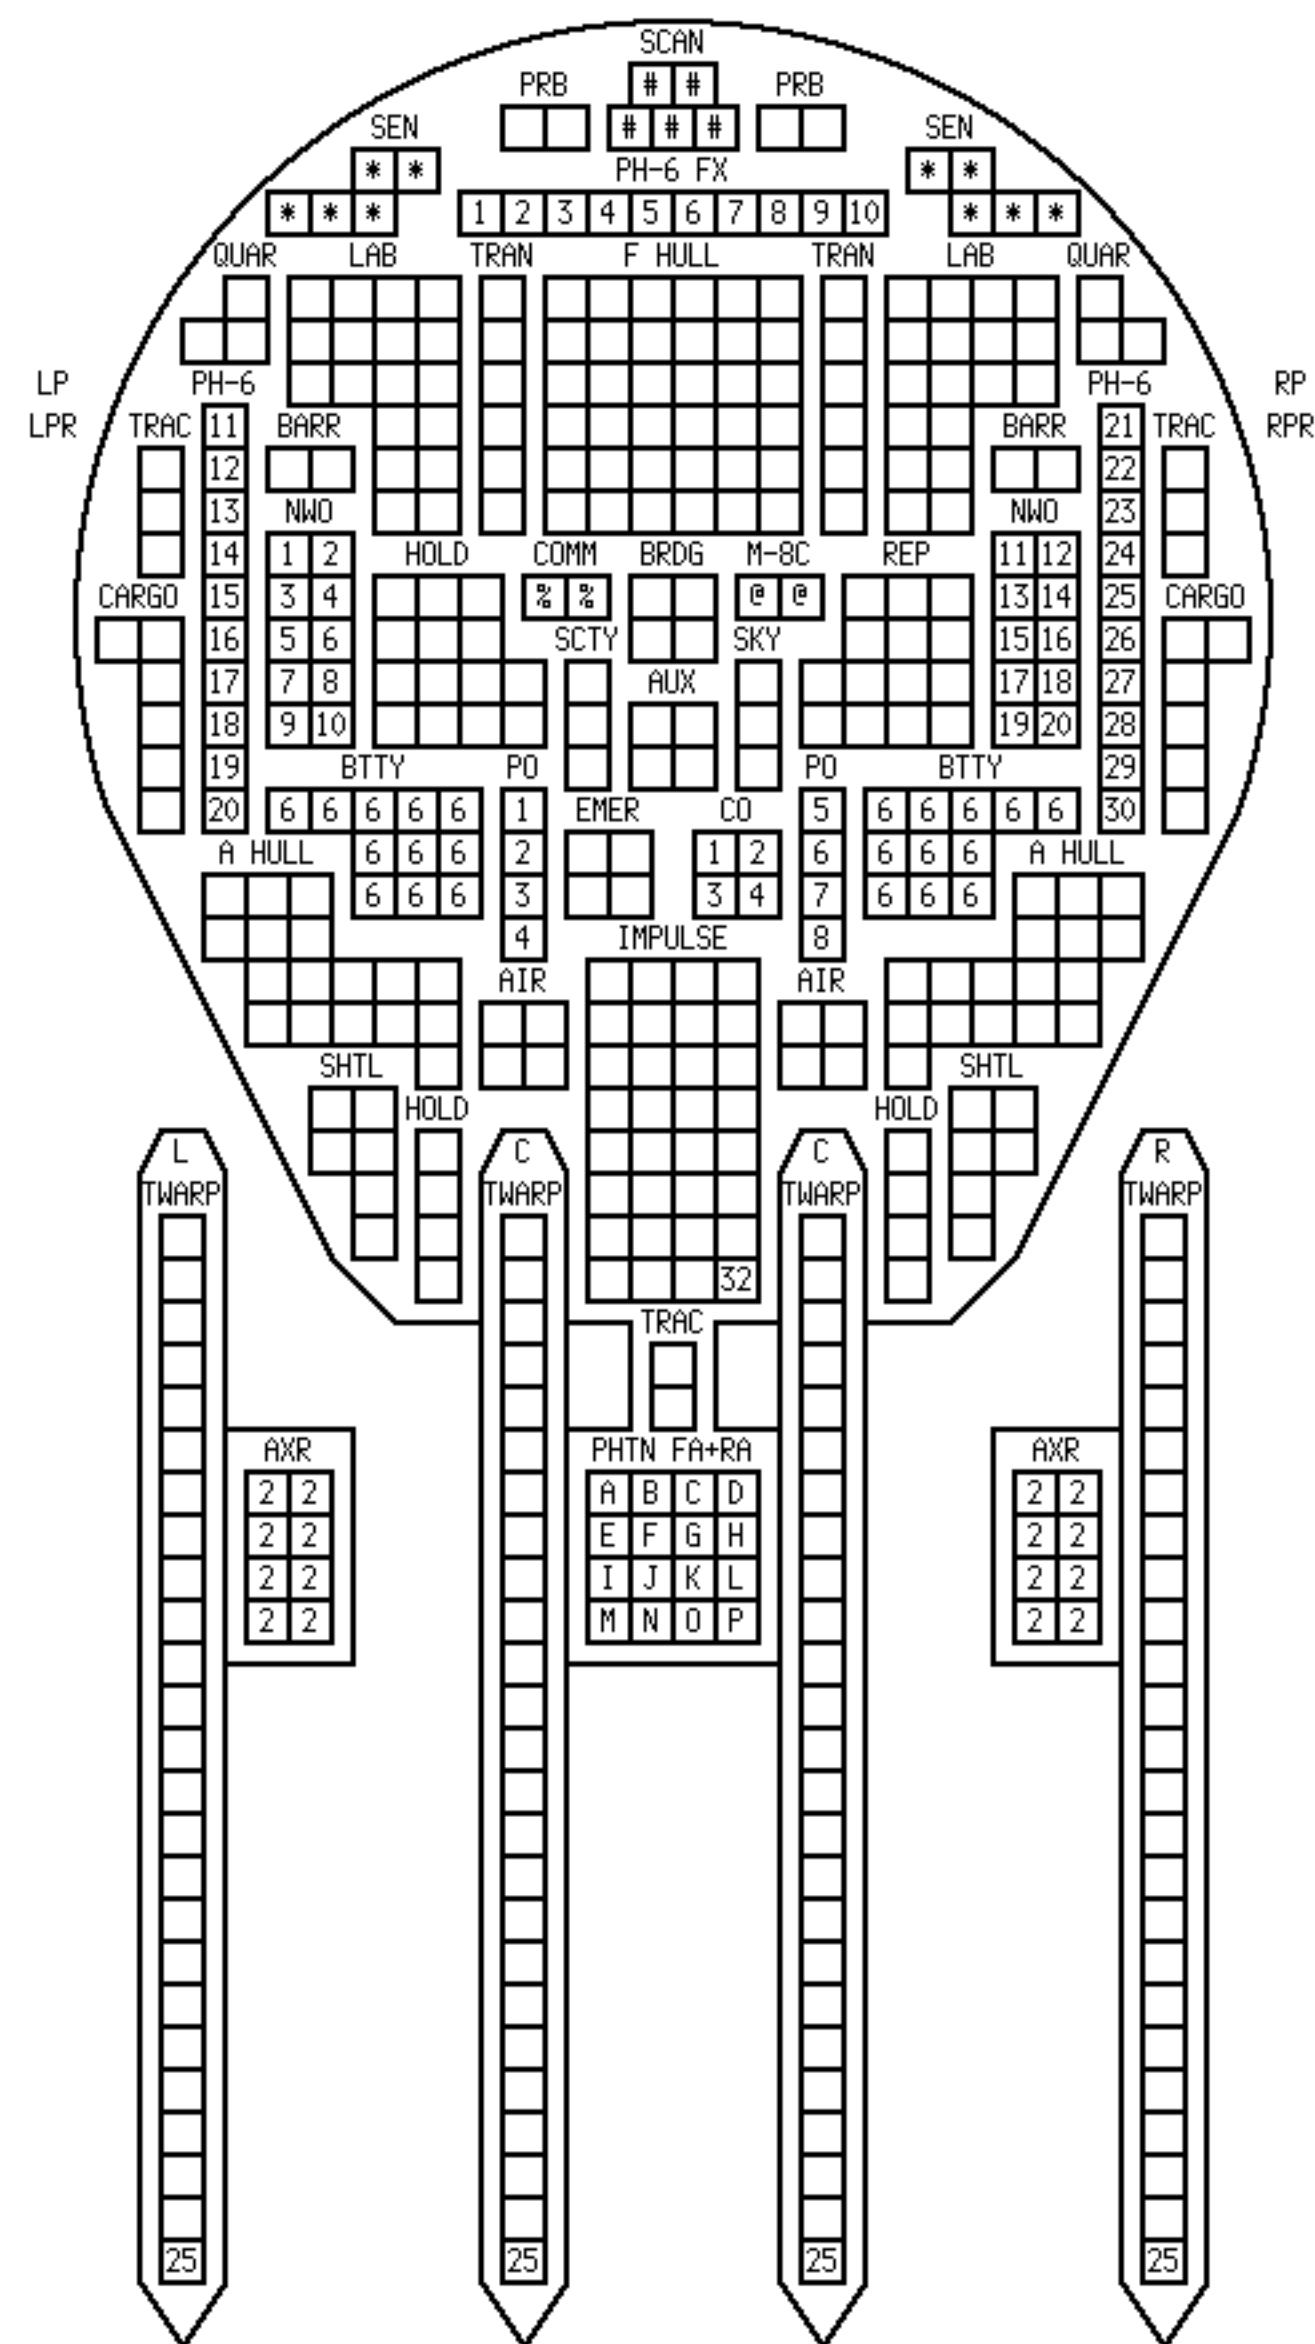 SCAN
PRB # # PRB
SEN # # # SEN
* * PH-6 FX * *
* * * 1 2 3 4 5 6 7 8 9 10 * * *
QUAR LAB TRAN F HULL TRAN LAB QUAR
LP PH-6 PH-6 RP
LPR TRAC 11 BARR BARR 21 TRAC RPR
12 22
13 NWO NWO 23
14 1 2 HOLD COMM BRDG M-8C REP 11 12 24
CARGO 15 3 4 % % @ @ 13 14 25 CARGO
16 5 6 SCTY SKY 15 16 26
17 7 8 AUX 17 18 27
18 9 10 19 20 28
19 BTTY PO PO BTTY 29
20 6 6 6 6 6 1 EMER CO 5 6 6 6 6 6 30
A HULL 6 6 6 2 1 2 6 6 6 6 A HULL
6 6 6 3 3 4 7 6 6 6
4 IMPULSE 8
AIR AIR
SHTL SHTL
HOLD HOLD
L C C R
TWARP TWARP TWARP TWARP
32
TRAC
AXR PHTN FA+RA AXR
2 2 A B C D 2 2
2 2 E F G H 2 2
2 2 I J K L 2 2
2 2 M N O P 2 2
25 25 25 25